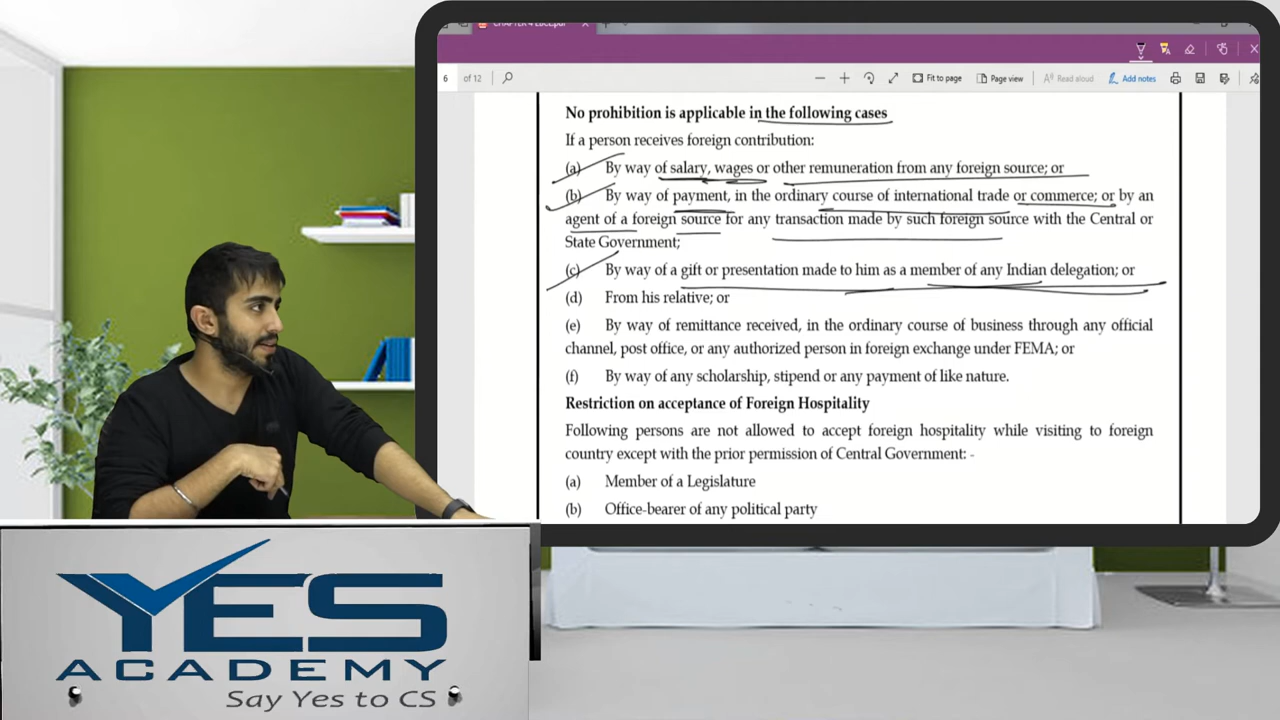 CHAPTER 4
6 of 12 Fit to page Page view Read aloud Add notes
No prohibition is applicable in the following cases
If a person receives foreign contribution:
(a) By way of salary, wages or other remuneration from any foreign source; or
(b) By way of payment, in the ordinary course of international trade or commerce; or by an
agent of a foreign source for any transaction made by such foreign source with the Central or
State Government;
(c) By way of a gift or presentation made to him as a member of any Indian delegation; or
(d) From his relative; or
(e) By way of remittance received, in the ordinary course of business through any official
channel, post office, or any authorized person in foreign exchange under FEMA; or
(f) By way of any scholarship, stipend or any payment of like nature.
Restriction on acceptance of Foreign Hospitality
Following persons are not allowed to accept foreign hospitality while visiting to foreign
country except with the prior permission of Central Government: -
(a) Member of a Legislature
(b) Office-bearer of any political party
YES
ACADEMY
Say Yes to CS